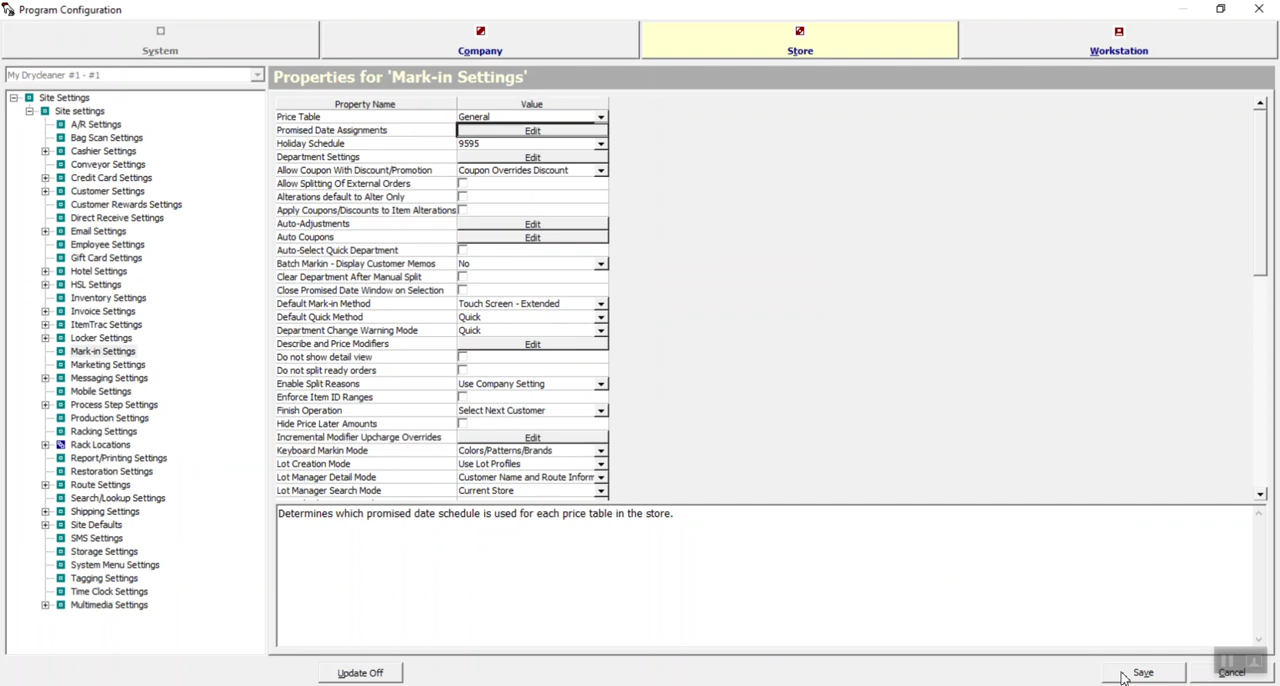 Program Configuration
System
Company
Store
Workstation
My Drycleaner #1 - #1
Properties for 'Mark-in Settings'
Site Settings
Site settings
A/R Settings
Bag Scan Settings
Cashier Settings
Conveyor Settings
Credit Card Settings
Customer Settings
Customer Rewards Settings
Direct Receive Settings
Email Settings
Employee Settings
Gift Card Settings
Hotel Settings
HSL Settings
Inventory Settings
Invoice Settings
ItemTrac Settings
Locker Settings
Mark-in Settings
Marketing Settings
Messaging Settings
Mobile Settings
Process Step Settings
Production Settings
Racking Settings
Rack Locations
Report/Printing Settings
Restoration Settings
Route Settings
Search/Lookup Settings
Shipping Settings
Site Defaults
SMS Settings
Storage Settings
System Menu Settings
Tagging Settings
Time Clock Settings
Multimedia Settings
Property Name Value
Price Table General
Promised Date Assignments Edit
Holiday Schedule 9595
Department Settings Edit
Allow Coupon With Discount/Promotion Coupon Overrides Discount
Allow Splitting Of External Orders
Alterations default to Alter Only
Apply Coupons/Discounts to Item Alterations
Auto-Adjustments Edit
Auto Coupons Edit
Auto-Select Quick Department
Batch Markin - Display Customer Memos No
Clear Department After Manual Split
Close Promised Date Window on Selection
Default Mark-in Method Touch Screen - Extended
Default Quick Method Quick
Department Change Warning Mode Quick
Describe and Price Modifiers Edit
Do not show detail view
Do not split ready orders
Enable Split Reasons Use Company Setting
Enforce Item ID Ranges
Finish Operation Select Next Customer
Hide Price Later Amounts
Incremental Modifier Upcharge Overrides Edit
Keyboard Markin Mode Colors/Patterns/Brands
Lot Creation Mode Use Lot Profiles
Lot Manager Detail Mode Customer Name and Route Inform
Lot Manager Search Mode Current Store
Determines which promised date schedule is used for each price table in the store.
Update Off
Save
Cancel